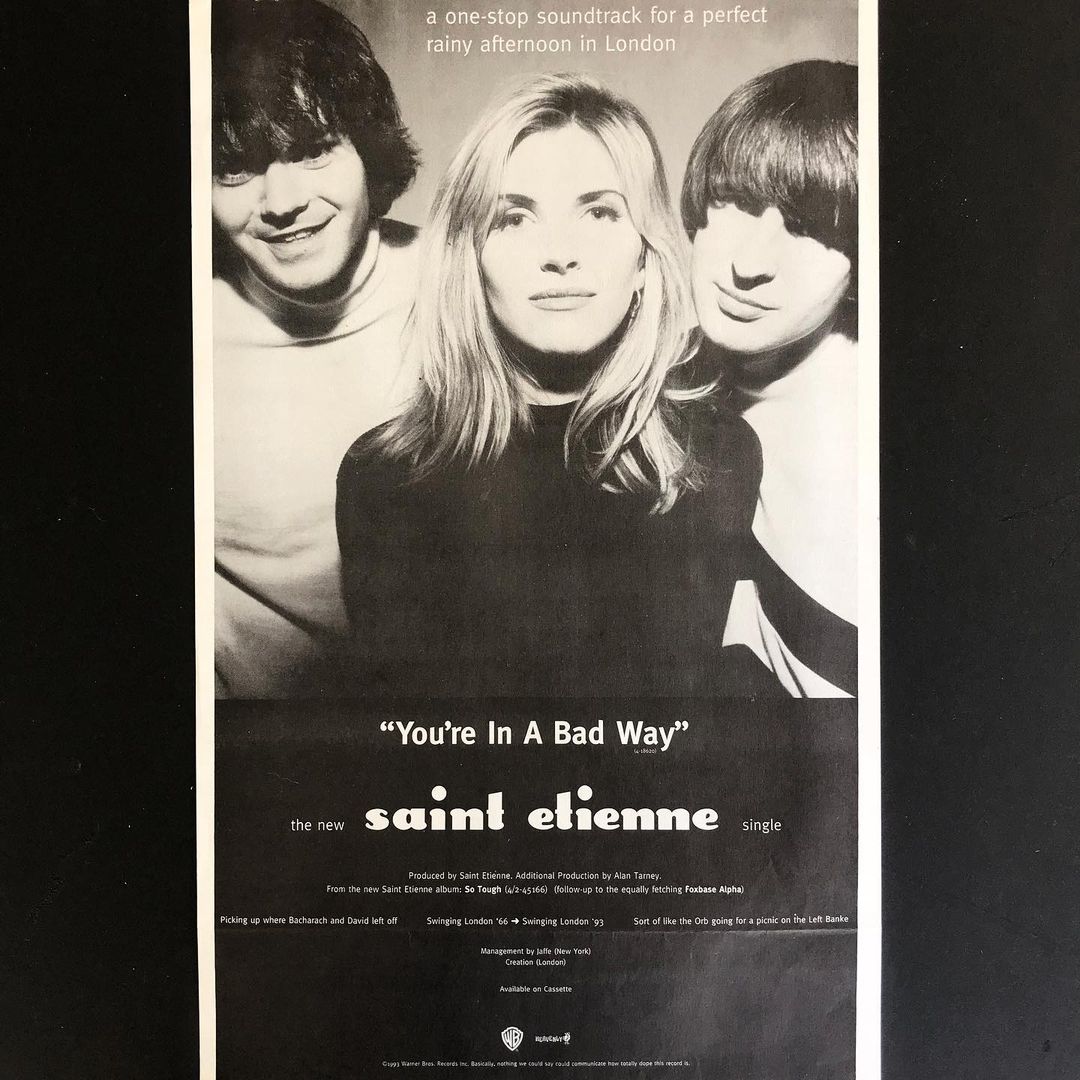 a one-stop soundtrack for a perfect
rainy afternoon in London
“You're In A Bad Way”
(4-18620)
the new saint etienne single
Produced by Saint Etienne. Additional Production by Alan Tarney.
From the new Saint Etienne album: So Tough (4/2-45166) (follow-up to the equally fetching Foxbase Alpha)
Picking up where Bacharach and David left off Swinging London '66 ➔ Swinging London '93 Sort of like the Orb going for a picnic on the Left Banke
Management by Jaffe (New York)
Creation (London)
Available on Cassette
WB HEAVENLY
©1993 Warner Bros. Records Inc. Basically, nothing we could say could communicate how totally dope this record is.